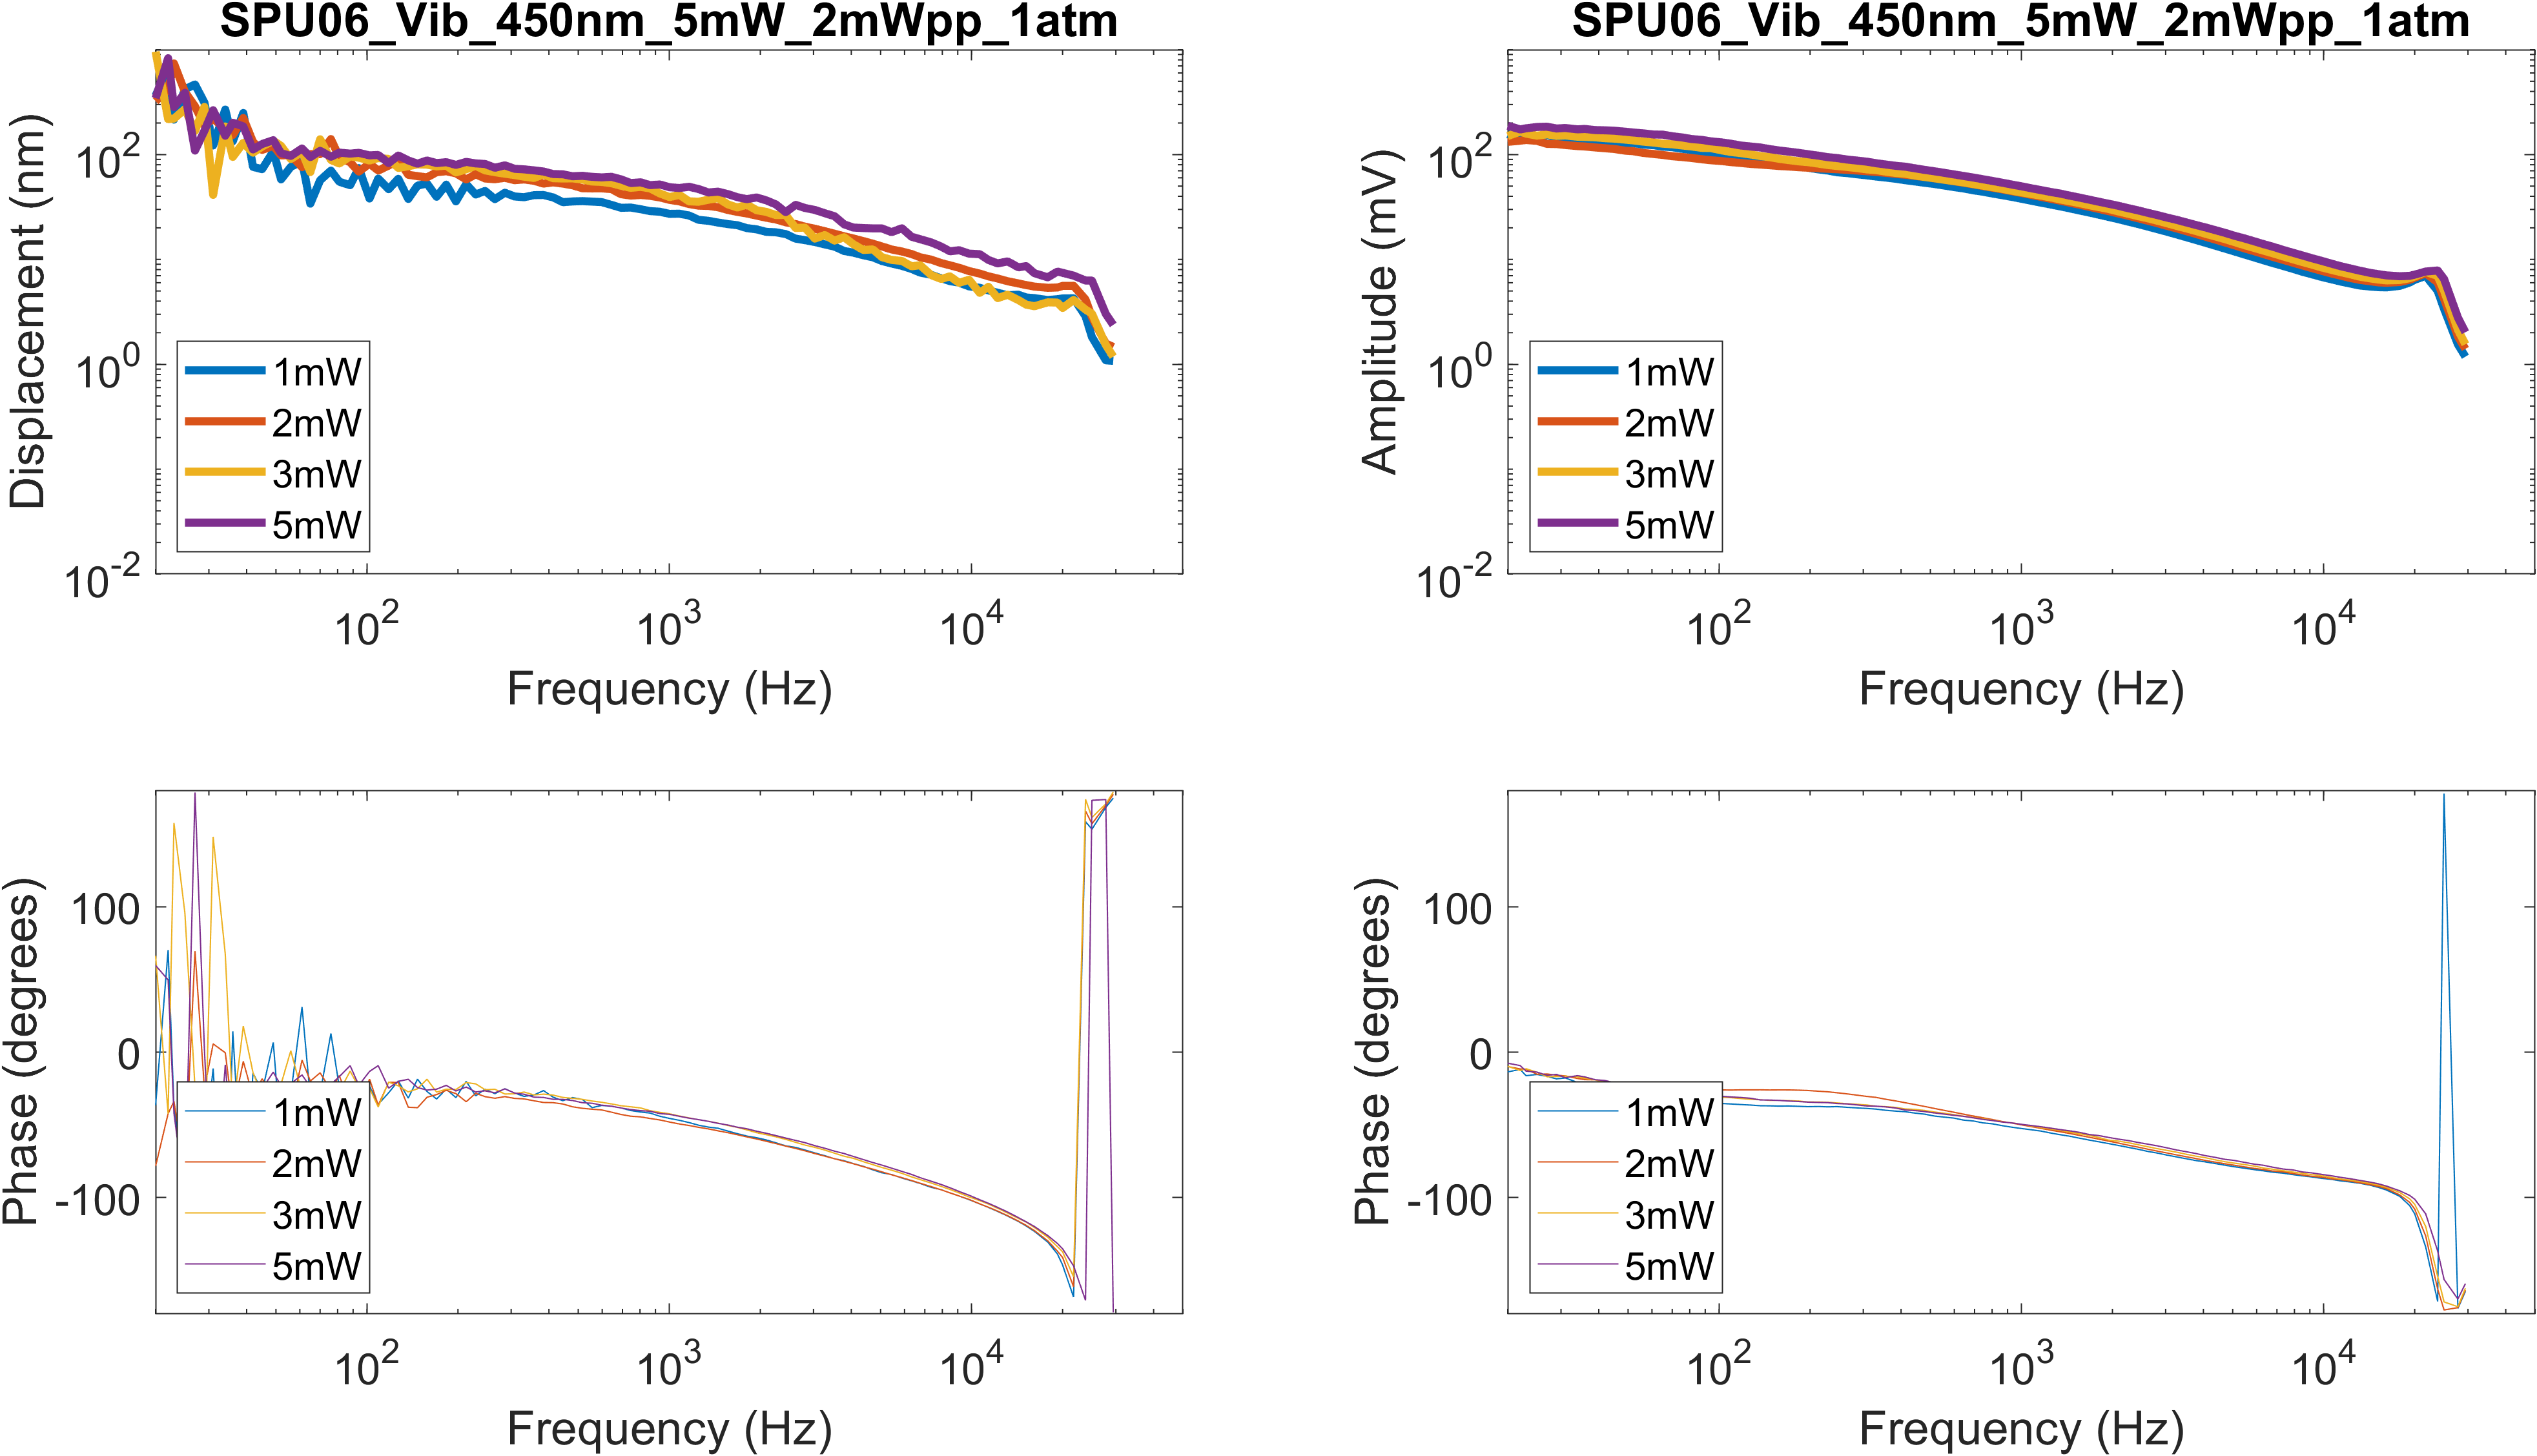 SPU06_Vib_450nm_5mW_2mWpp_1atm
Displacement (nm)
10^2
10^0
10^-2
1mW
2mW
3mW
5mW
10^2
10^3
10^4
Frequency (Hz)
SPU06_Vib_450nm_5mW_2mWpp_1atm
Amplitude (mV)
10^2
10^0
10^-2
1mW
2mW
3mW
5mW
10^2
10^3
10^4
Frequency (Hz)
Phase (degrees)
100
0
-100
1mW
2mW
3mW
5mW
10^2
10^3
10^4
Frequency (Hz)
Phase (degrees)
100
0
-100
1mW
2mW
3mW
5mW
10^2
10^3
10^4
Frequency (Hz)